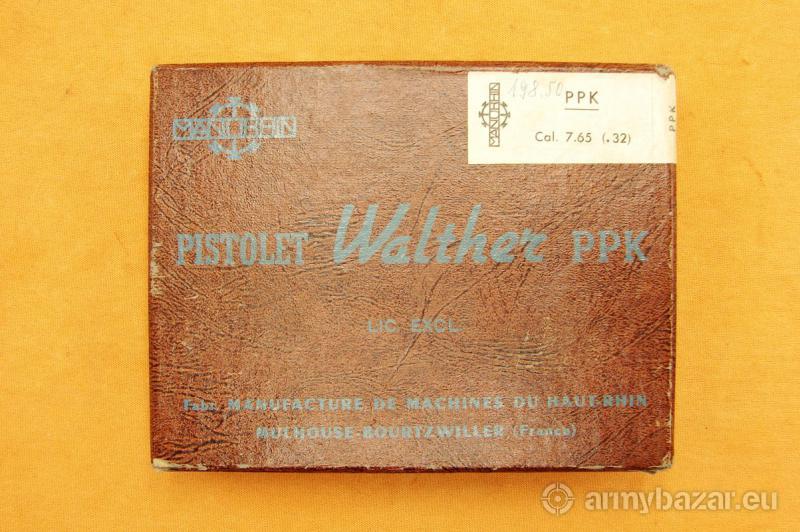 MANURHIN
198.50
PPK
MANURHIN
Cal. 7.65 (.32)
PPK
PISTOLET Walther PPK
LIC. EXCL.
Fabr. MANUFACTURE DE MACHINES DU HAUT-RHIN
MULHOUSE-BOURTZWILLER (France)
armybazar.eu